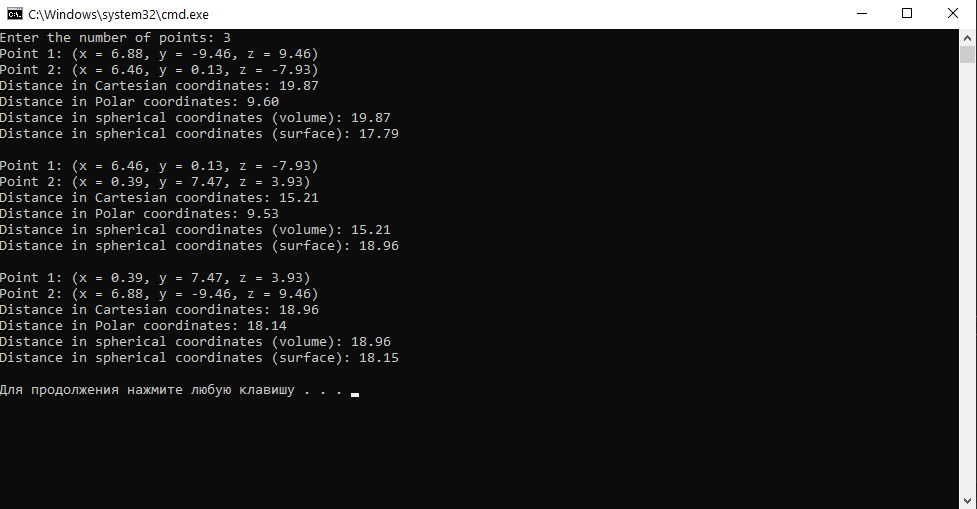 C:\Windows\system32\cmd.exe
Enter the number of points: 3
Point 1: (x = 6.88, y = -9.46, z = 9.46)
Point 2: (x = 6.46, y = 0.13, z = -7.93)
Distance in Cartesian coordinates: 19.87
Distance in Polar coordinates: 9.60
Distance in spherical coordinates (volume): 19.87
Distance in spherical coordinates (surface): 17.79
Point 1: (x = 6.46, y = 0.13, z = -7.93)
Point 2: (x = 0.39, y = 7.47, z = 3.93)
Distance in Cartesian coordinates: 15.21
Distance in Polar coordinates: 9.53
Distance in spherical coordinates (volume): 15.21
Distance in spherical coordinates (surface): 18.96
Point 1: (x = 0.39, y = 7.47, z = 3.93)
Point 2: (x = 6.88, y = -9.46, z = 9.46)
Distance in Cartesian coordinates: 18.96
Distance in Polar coordinates: 18.14
Distance in spherical coordinates (volume): 18.96
Distance in spherical coordinates (surface): 18.15
Для продолжения нажмите любую клавишу . . .